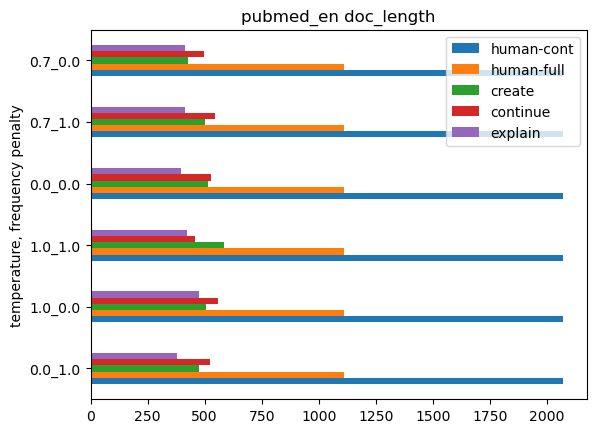 pubmed_en doc_length
temperature, frequency penalty
0.7_0.0
0.7_1.0
0.0_0.0
1.0_1.0
1.0_0.0
0.0_1.0
human-cont
human-full
create
continue
explain
0 250 500 750 1000 1250 1500 1750 2000